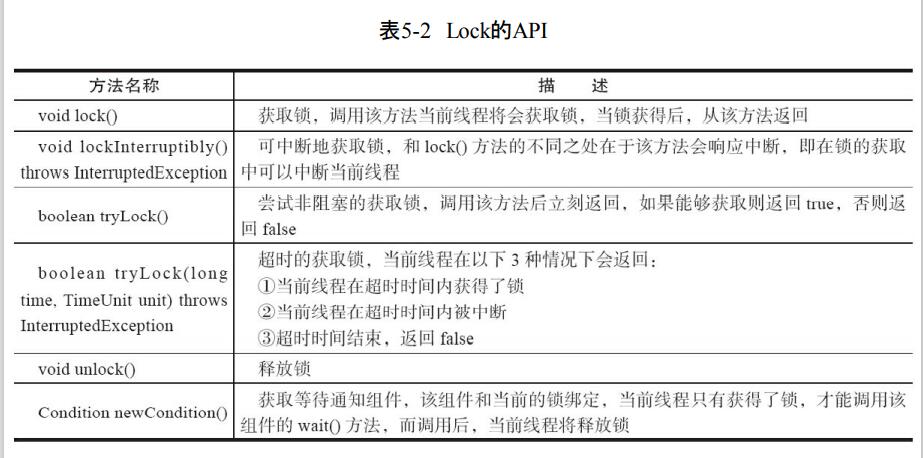 表5-2 Lock的API
方法名称
描 述
void lock()
获取锁，调用该方法当前线程将会获取锁，当锁获得后，从该方法返回
void lockInterruptibly()
throws InterruptedException
可中断地获取锁，和 lock() 方法的不同之处在于该方法会响应中断，即在锁的获取
中可以中断当前线程
boolean tryLock()
尝试非阻塞的获取锁，调用该方法后立刻返回，如果能够获取则返回 true，否则返
回 false
boolean tryLock(long
time, TimeUnit unit) throws
InterruptedException
超时的获取锁，当前线程在以下 3 种情况下会返回：
①当前线程在超时时间内获得了锁
②当前线程在超时时间内被中断
③超时时间结束，返回 false
void unlock()
释放锁
Condition newCondition()
获取等待通知组件，该组件和当前的锁绑定，当前线程只有获得了锁，才能调用该
组件的 wait() 方法，而调用后，当前线程将释放锁